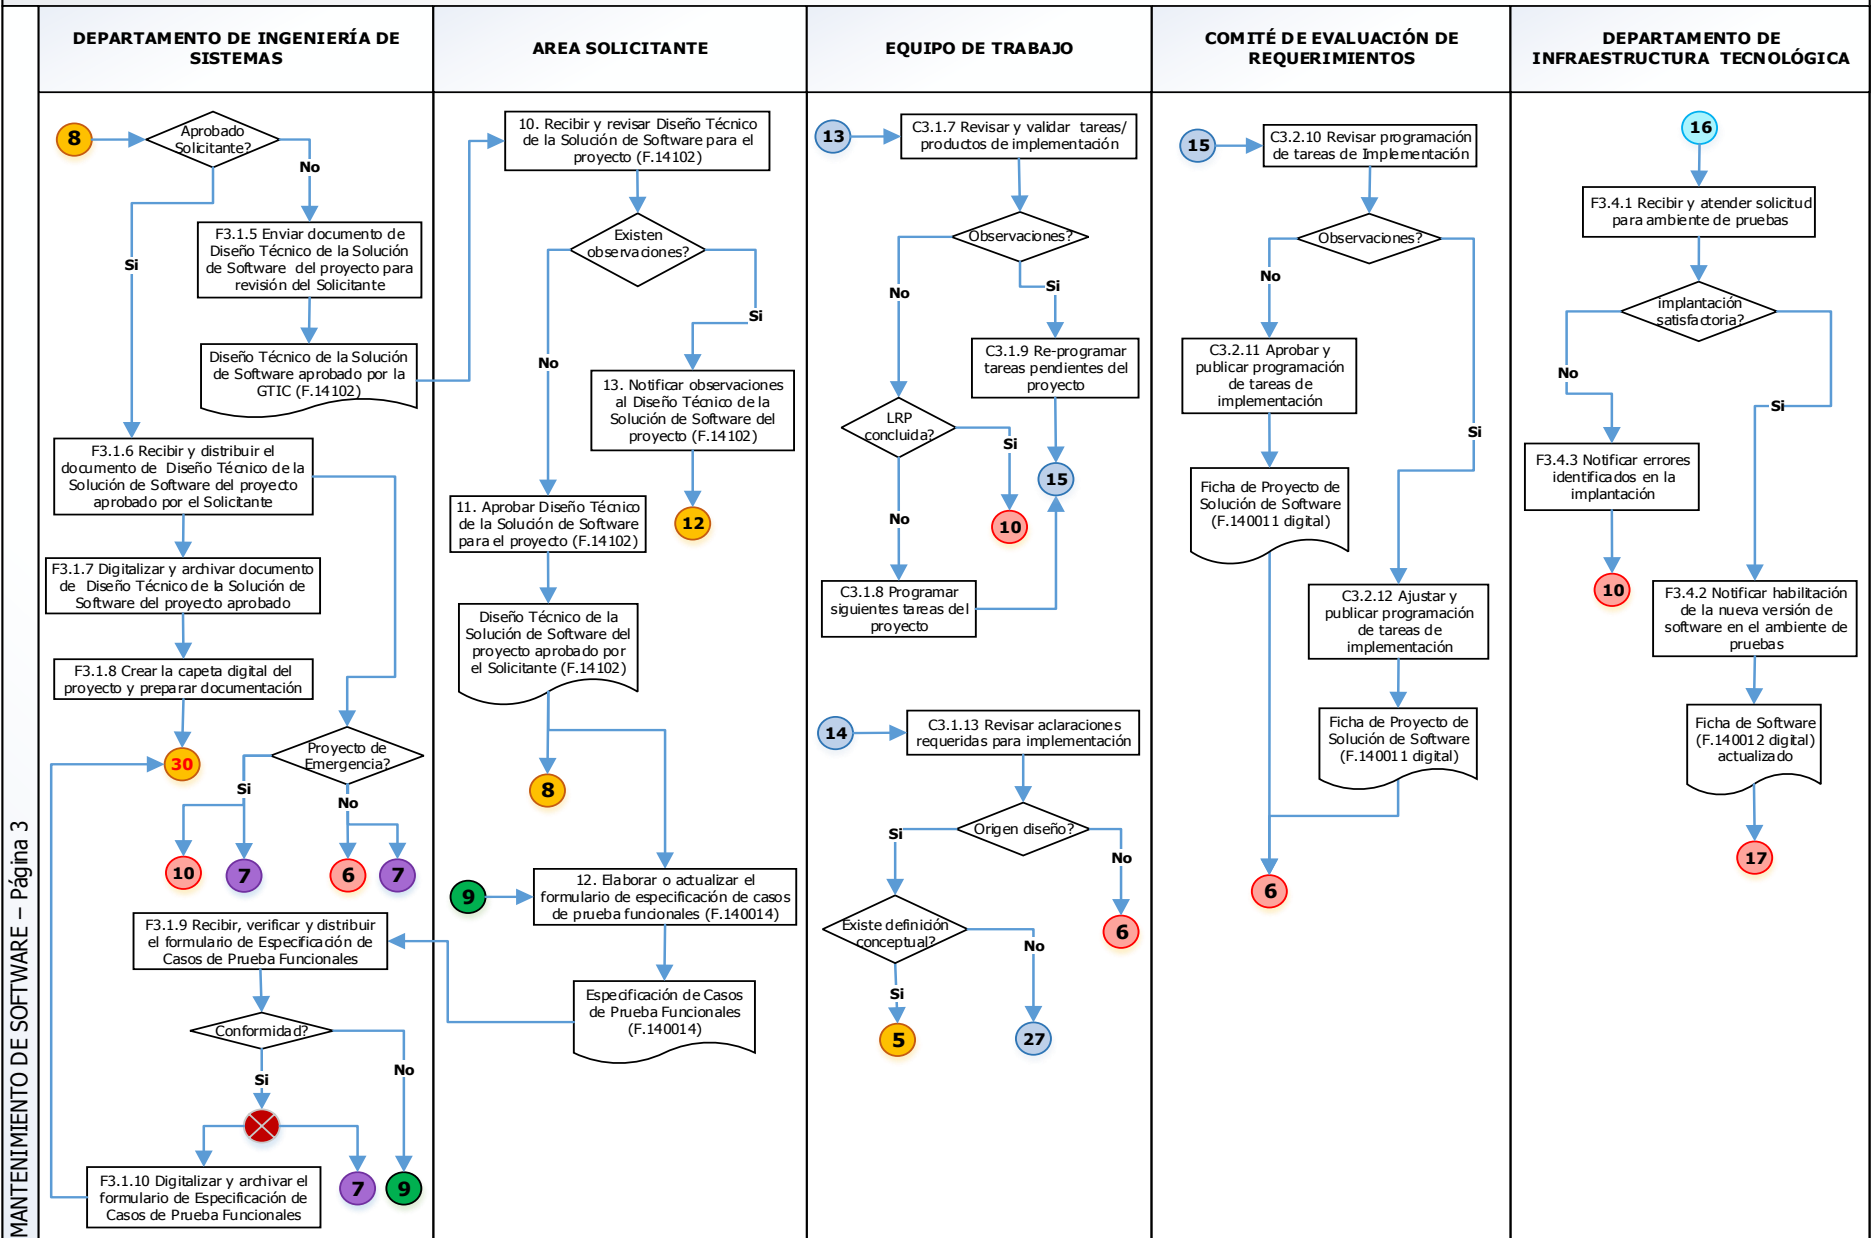 DEPARTAMENTO DE INGENIERÍA DE
SISTEMAS
AREA SOLICITANTE
EQUIPO DE TRABAJO
COMITÉ DE EVALUACIÓN DE
REQUERIMIENTOS
DEPARTAMENTO DE
INFRAESTRUCTURA TECNOLÓGICA
MANTENIMIENTO DE SOFTWARE – Página 3
8
Aprobado
Solicitante?
No
Si
F3.1.5 Enviar documento de
Diseño Técnico de la Solución
de Software del proyecto para
revisión del Solicitante
Diseño Técnico de la Solución
de Software aprobado por la
GTIC (F.14102)
F3.1.6 Recibir y distribuir el
documento de Diseño Técnico de la
Solución de Software del proyecto
aprobado por el Solicitante
F3.1.7 Digitalizar y archivar documento
de Diseño Técnico de la Solución de
Software del proyecto aprobado
F3.1.8 Crear la capeta digital del
proyecto y preparar documentación
30
Proyecto de
Emergencia?
Si
No
10
7
6
7
F3.1.9 Recibir, verificar y distribuir
el formulario de Especificación de
Casos de Prueba Funcionales
Conformidad?
Si
No
7
9
F3.1.10 Digitalizar y archivar el
formulario de Especificación de
Casos de Prueba Funcionales
10. Recibir y revisar Diseño Técnico
de la Solución de Software para el
proyecto (F.14102)
Existen
observaciones?
Si
No
13. Notificar observaciones
al Diseño Técnico de la
Solución de Software del
proyecto (F.14102)
12
11. Aprobar Diseño Técnico
de la Solución de Software
para el proyecto (F.14102)
Diseño Técnico de la
Solución de Software del
proyecto aprobado por
el Solicitante (F.14102)
8
9
12. Elaborar o actualizar el
formulario de especificación de casos
de prueba funcionales (F.140014)
Especificación de Casos
de Prueba Funcionales
(F.140014)
13
C3.1.7 Revisar y validar tareas/
productos de implementación
Observaciones?
No
Si
C3.1.9 Re-programar
tareas pendientes del
proyecto
LRP
concluida?
Si
15
No
10
C3.1.8 Programar
siguientes tareas del
proyecto
14
C3.1.13 Revisar aclaraciones
requeridas para implementación
Origen diseño?
Si
No
Existe definición
conceptual?
6
No
Si
5
27
15
C3.2.10 Revisar programación
de tareas de Implementación
Observaciones?
No
Si
C3.2.11 Aprobar y
publicar programación
de tareas de
implementación
Ficha de Proyecto de
Solución de Software
(F.140011 digital)
C3.2.12 Ajustar y
publicar programación
de tareas de
implementación
Ficha de Proyecto de
Solución de Software
(F.140011 digital)
6
16
F3.4.1 Recibir y atender solicitud
para ambiente de pruebas
implantación
satisfactoria?
No
Si
F3.4.3 Notificar errores
identificados en la
implantación
10
F3.4.2 Notificar habilitación
de la nueva versión de
software en el ambiente de
pruebas
Ficha de Software
(F.140012 digital)
actualizado
17